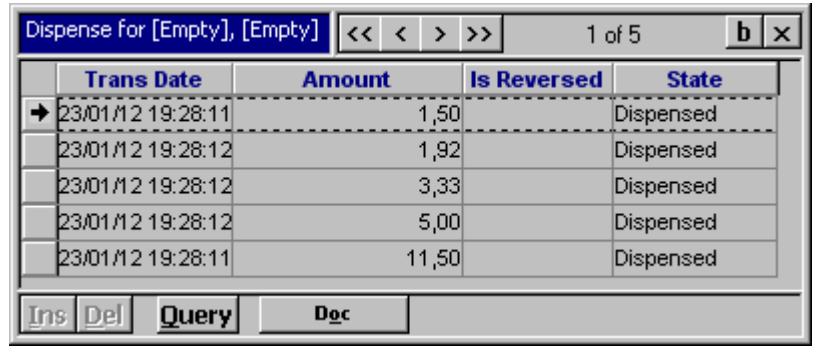 Dispense for [Empty], [Empty] << < > >> 1 of 5 b x
Trans Date Amount Is Reversed State
23/01/12 19:28:11 1,50 Dispensed
23/01/12 19:28:12 1,92 Dispensed
23/01/12 19:28:12 3,33 Dispensed
23/01/12 19:28:12 5,00 Dispensed
23/01/12 19:28:11 11,50 Dispensed
Ins Del Query Doc